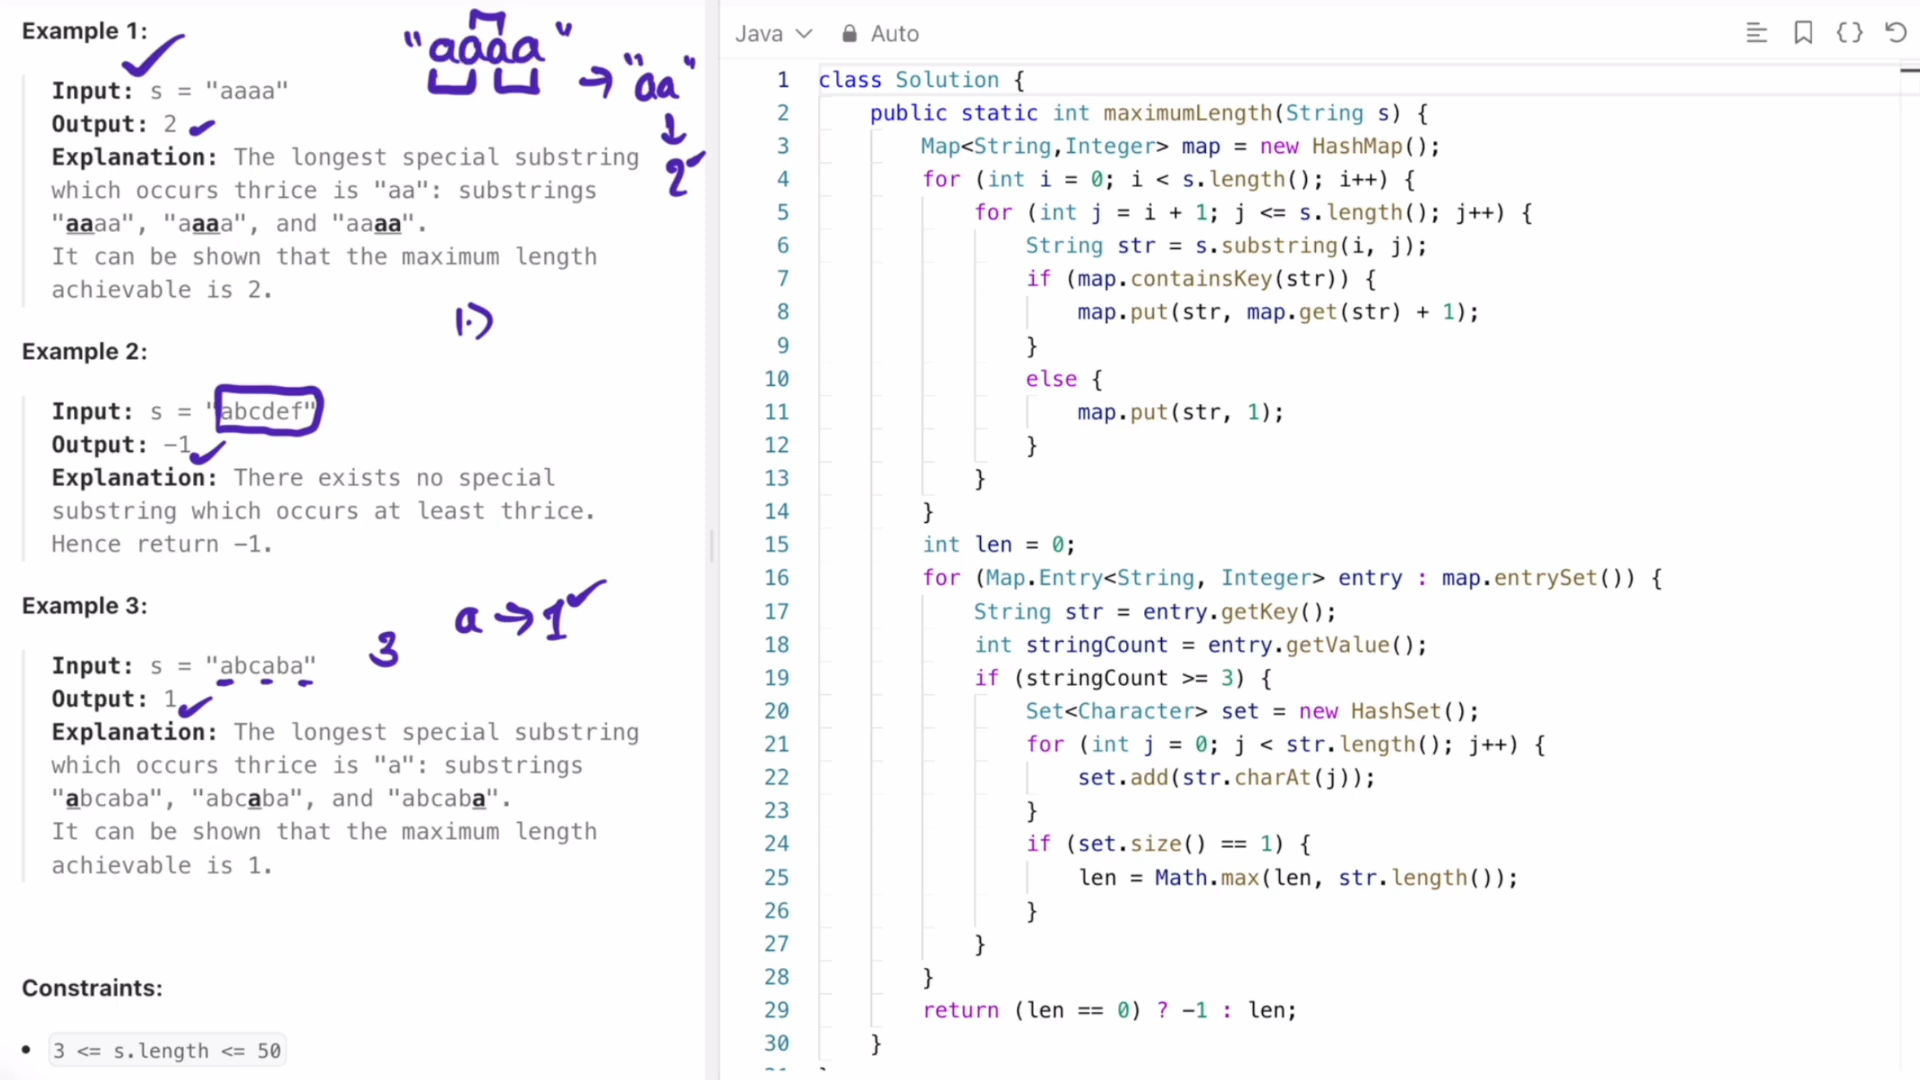 Example 1:
Input: s = "aaaa"
Output: 2
Explanation: The longest special substring
which occurs thrice is "aa": substrings
"aaaa", "aaaa", and "aaaa".
It can be shown that the maximum length
achievable is 2.
"aaaa" → "aa"
2
1.)
Example 2:
Input: s = "abcdef"
Output: -1
Explanation: There exists no special
substring which occurs at least thrice.
Hence return -1.
Example 3:
Input: s = "abcaba"
Output: 1
Explanation: The longest special substring
which occurs thrice is "a": substrings
"abcaba", "abcaba", and "abcaba".
It can be shown that the maximum length
achievable is 1.
3
a → 1
Constraints:
3 <= s.length <= 50
Java Auto
1 class Solution {
2 public static int maximumLength(String s) {
3 Map<String,Integer> map = new HashMap();
4 for (int i = 0; i < s.length(); i++) {
5 for (int j = i + 1; j <= s.length(); j++) {
6 String str = s.substring(i, j);
7 if (map.containsKey(str)) {
8 map.put(str, map.get(str) + 1);
9 }
10 else {
11 map.put(str, 1);
12 }
13 }
14 }
15 int len = 0;
16 for (Map.Entry<String, Integer> entry : map.entrySet()) {
17 String str = entry.getKey();
18 int stringCount = entry.getValue();
19 if (stringCount >= 3) {
20 Set<Character> set = new HashSet();
21 for (int j = 0; j < str.length(); j++) {
22 set.add(str.charAt(j));
23 }
24 if (set.size() == 1) {
25 len = Math.max(len, str.length());
26 }
27 }
28 }
29 return (len == 0) ? -1 : len;
30 }